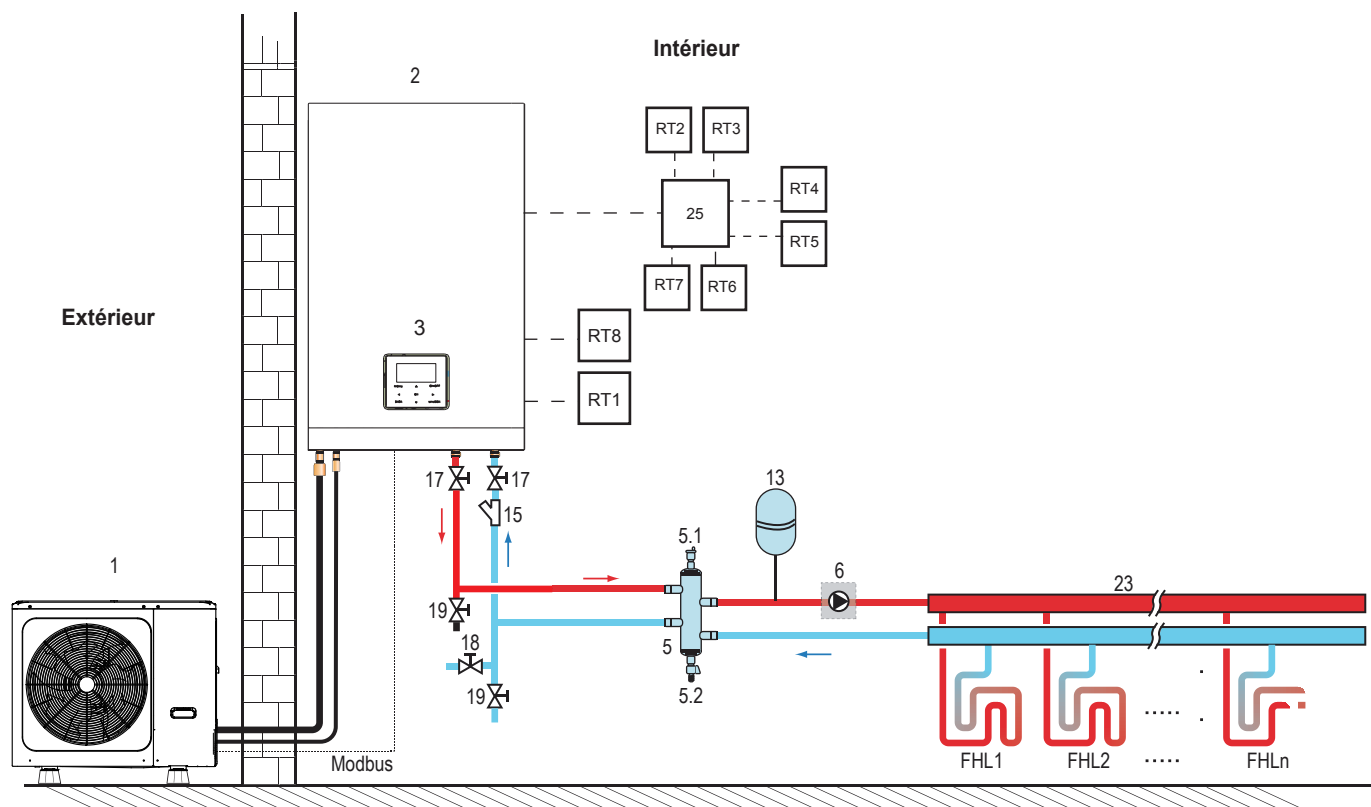 Intérieur
2
RT2
RT3
RT4
25
RT5
RT7
RT6
Extérieur
3
RT8
RT1
17
17
15
13
5.1
1
6
23
19
5
18
5.2
19
Modbus
FHL1
FHL2
.....
.....
FHLn